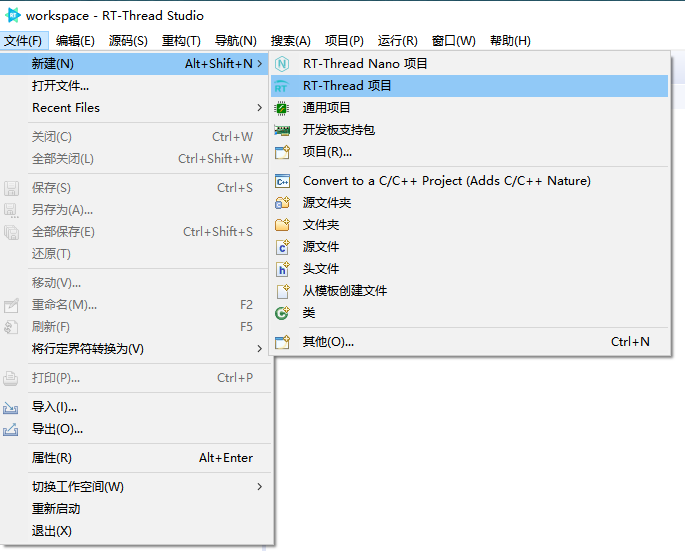 workspace - RT-Thread Studio
文件(F) 编辑(E) 源码(S) 重构(T) 导航(N) 搜索(A) 项目(P) 运行(R) 窗口(W) 帮助(H)
新建(N) Alt+Shift+N >
打开文件...
Recent Files >
关闭(C) Ctrl+W
全部关闭(L) Ctrl+Shift+W
保存(S) Ctrl+S
另存为(A)...
全部保存(E) Ctrl+Shift+S
还原(T)
移动(V)...
重命名(M)... F2
刷新(F) F5
将行定界符转换为(V) >
打印(P)... Ctrl+P
导入(I)...
导出(O)...
属性(R) Alt+Enter
切换工作空间(W) >
重新启动
退出(X)
RT-Thread Nano 项目
RT-Thread 项目
通用项目
开发板支持包
项目(R)...
Convert to a C/C++ Project (Adds C/C++ Nature)
源文件夹
文件夹
源文件
头文件
从模板创建文件
类
其他(O)... Ctrl+N